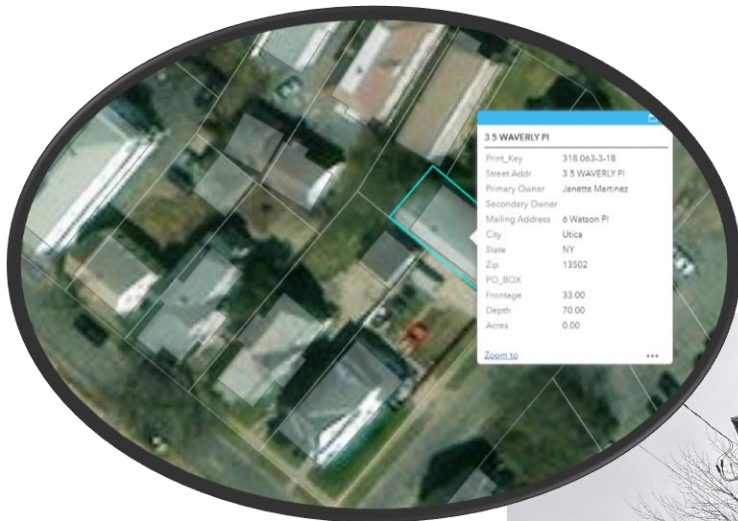 3 5 WAVERLY Pl
Print_Key 318.063-3-18
Street Addr 3 5 WAVERLY Pl
Primary Owner Janette Martinez
Secondary Owner
Mailing Address 6 Watson Pl
City Utica
State NY
Zip 13502
PO_BOX
Frontage 33.00
Depth 70.00
Acres 0.00
Zoom to •••